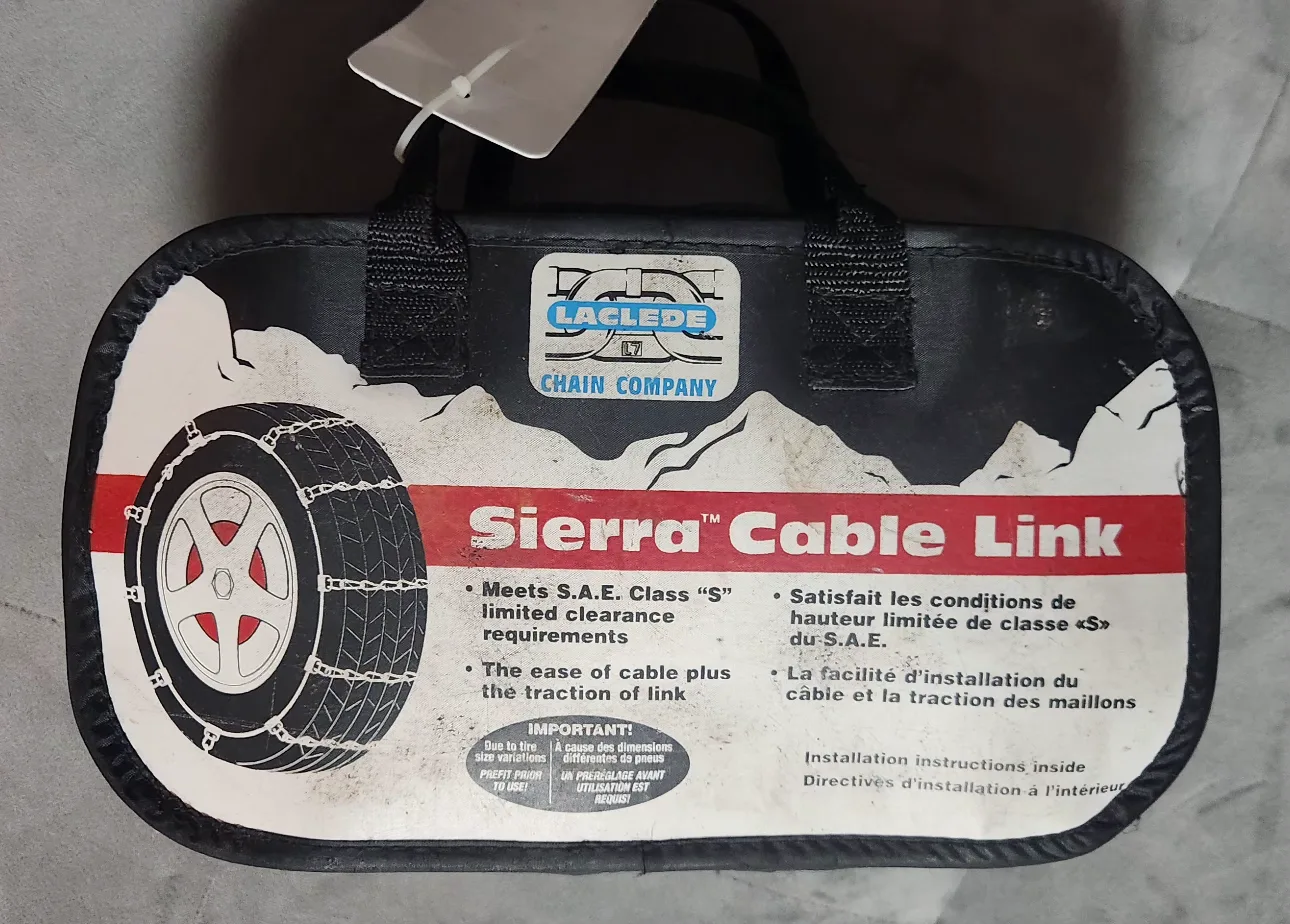 LACLEDE
L7
CHAIN COMPANY
Sierra™ Cable Link
• Meets S.A.E. Class “S”
limited clearance
requirements
• The ease of cable plus
the traction of link
• Satisfait les conditions de
hauteur limitée de classe «S»
du S.A.E.
• La facilité d'installation du
câble et la traction des maillons
IMPORTANT!
Due to tire
size variations
PREFIT PRIOR
TO USE!
À cause des dimensions
différentes de pneus
UN PRÉRÉGLAGE AVANT
UTILISATION EST
REQUIS!
Installation instructions inside
Directives d'installation à l'intérieur